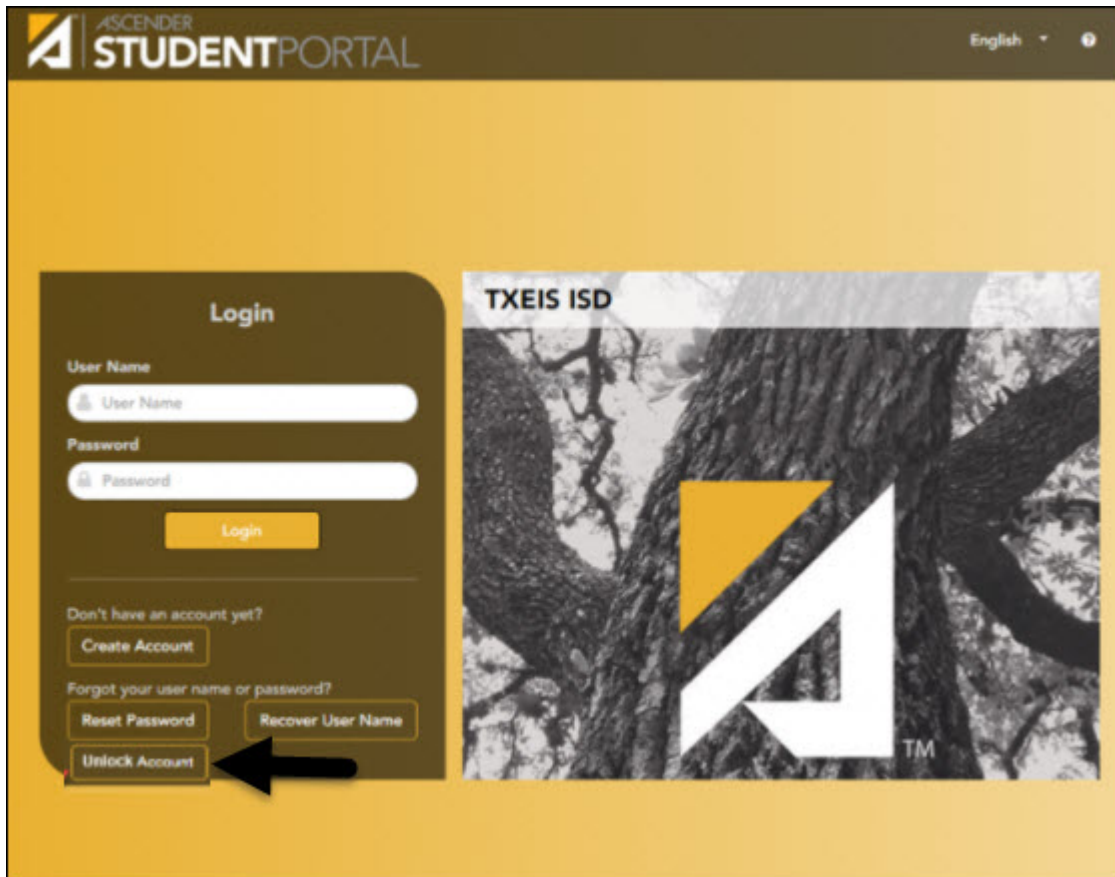 ASCENDER
STUDENTPORTAL
English
?
Login
User Name
User Name
Password
Password
Login
Don't have an account yet?
Create Account
Forgot your user name or password?
Reset Password
Recover User Name
Unlock Account
TXEIS ISD
TM